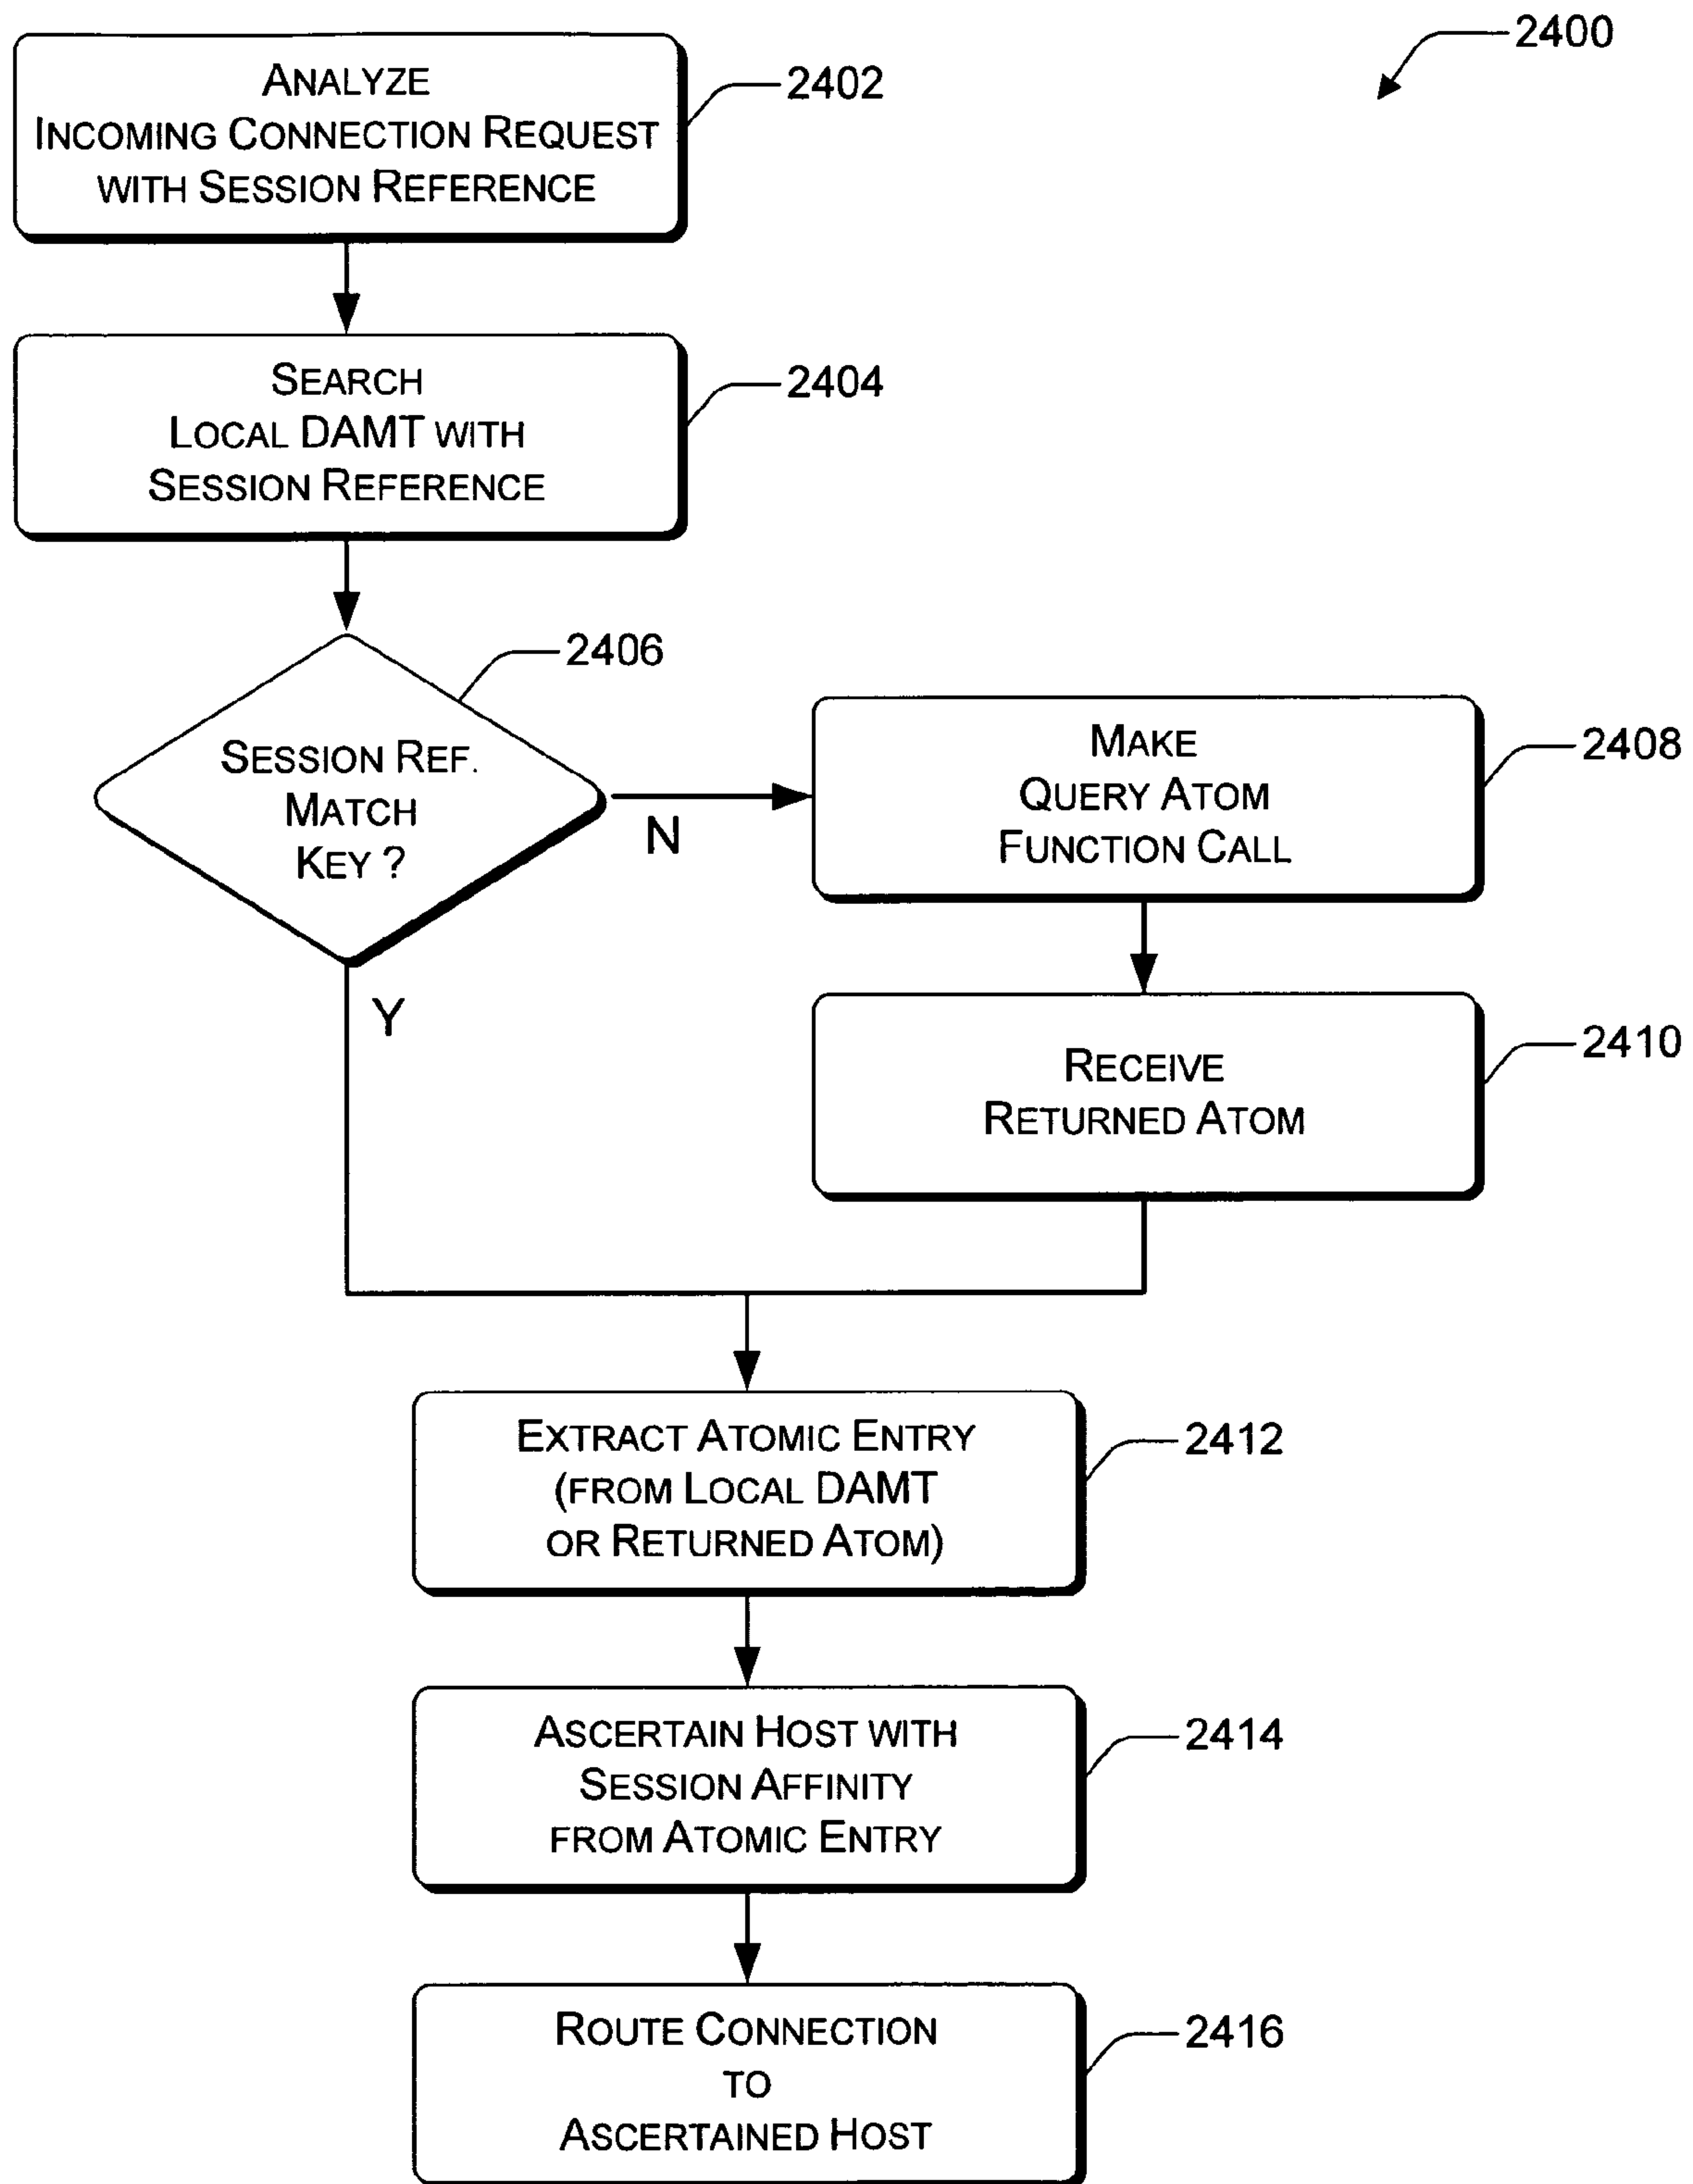 2400
ANALYZE
INCOMING CONNECTION REQUEST
WITH SESSION REFERENCE
2402
SEARCH
LOCAL DAMT WITH
SESSION REFERENCE
2404
2406
SESSION REF.
MATCH
KEY ?
N
Y
MAKE
QUERY ATOM
FUNCTION CALL
2408
RECEIVE
RETURNED ATOM
2410
EXTRACT ATOMIC ENTRY
(FROM LOCAL DAMT
OR RETURNED ATOM)
2412
ASCERTAIN HOST WITH
SESSION AFFINITY
FROM ATOMIC ENTRY
2414
ROUTE CONNECTION
TO
ASCERTAINED HOST
2416